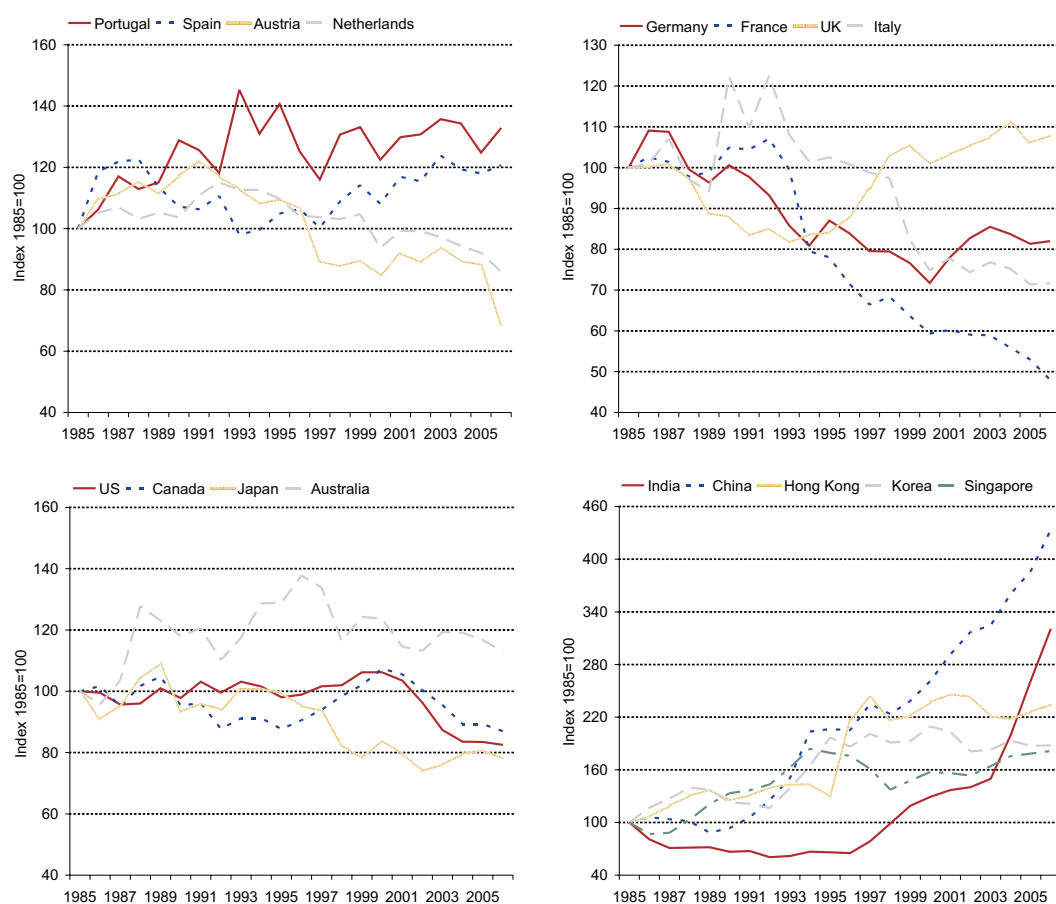 Portugal Spain Austria Netherlands
160
140
120
100
80
60
40
Index 1985=100
1985 1987 1989 1991 1993 1995 1997 1999 2001 2003 2005
Germany France UK Italy
130
120
110
100
90
80
70
60
50
40
Index 1985=100
1985 1987 1989 1991 1993 1995 1997 1999 2001 2003 2005
US Canada Japan Australia
160
140
120
100
80
60
40
Index 1985=100
1985 1987 1989 1991 1993 1995 1997 1999 2001 2003 2005
India China Hong Kong Korea Singapore
460
400
340
280
220
160
100
40
Index 1985=100
1985 1987 1989 1991 1993 1995 1997 1999 2001 2003 2005